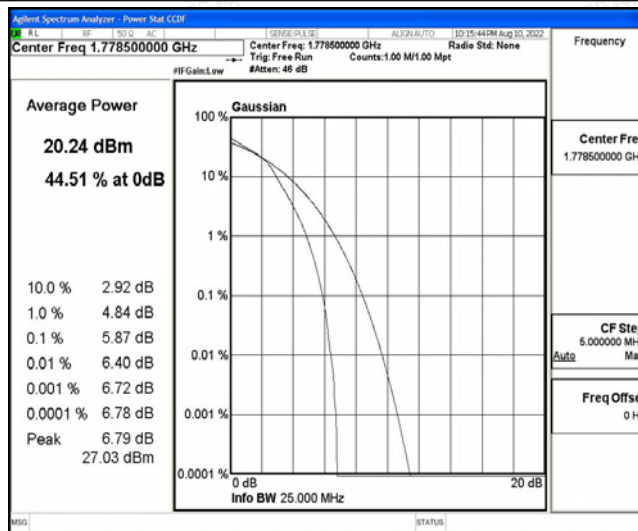 Agilent Spectrum Analyzer - Power Stat CCDF
RL RF 50 Ω AC SENSE:PULSE ALIGN AUTO 10:15:44 PM Aug 10, 2022
Center Freq 1.778500000 GHz
Center Freq: 1.778500000 GHz Radio Std: None
Trig: Free Run Counts:1.00 M/1.00 Mpt
#IFGain:Low #Atten: 46 dB
Frequency
Average Power
20.24 dBm
44.51 % at 0dB
10.0 % 2.92 dB
1.0 % 4.84 dB
0.1 % 5.87 dB
0.01 % 6.40 dB
0.001 % 6.72 dB
0.0001 % 6.78 dB
Peak 6.79 dB
27.03 dBm
Gaussian
100 %
10 %
1 %
0.1 %
0.01 %
0.001 %
0.0001 %
0 dB 20 dB
Info BW 25.000 MHz
Center Fre
1.778500000 GH
CF Step
5.000000 MH
Auto Ma
Freq Offse
0 H
MSG STATUS